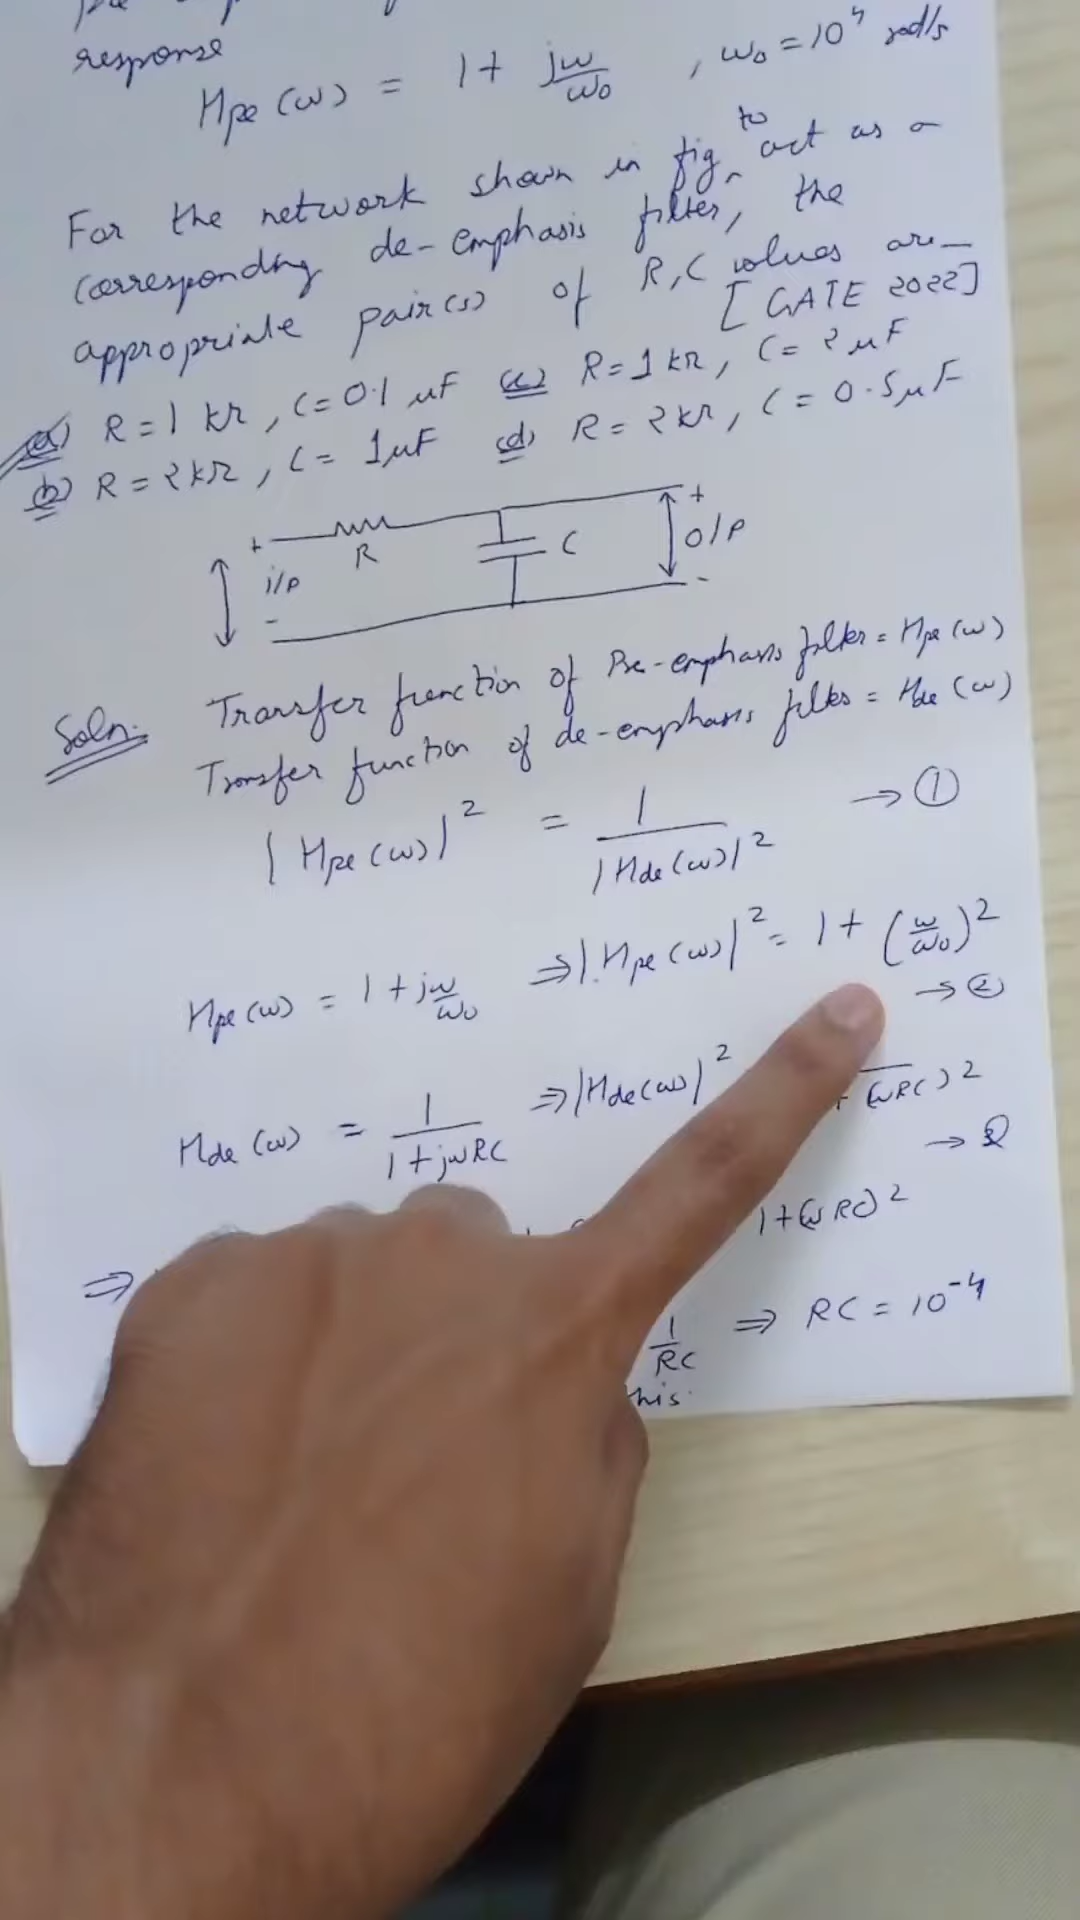 response
Hpe (ω) = 1 + jω/ω0 , ω0 = 10^4 rad/s
For the network shown in fig, to act as a
corresponding de-emphasis filter, the
appropriate pair(s) of R,C values are_
[GATE 2022]
(a) R = 1 kΩ, C = 0.1 μF (c) R = 1 kΩ, C = 2 μF
(b) R = 2 kΩ, C = 1 μF (d) R = 2 kΩ, C = 0.5 μF
+ R C + O/P
i/p
- -
Soln: Transfer function of Pre-emphasis filter = Hpe (ω)
Transfer function of de-emphasis filter = Hde (ω)
|Hpe (ω)|^2 = 1/|Hde (ω)|^2 → ①
Hpe (ω) = 1 + jω/ω0 ⇒ |Hpe (ω)|^2 = 1 + (ω/ω0)^2
→ ②
Hde (ω) = 1/(1 + jωRC) ⇒ |Hde (ω)|^2 + (ωRC)^2
→ ③
⇒ 1 + (ωRC)^2
1/RC ⇒ RC = 10^-4
this.